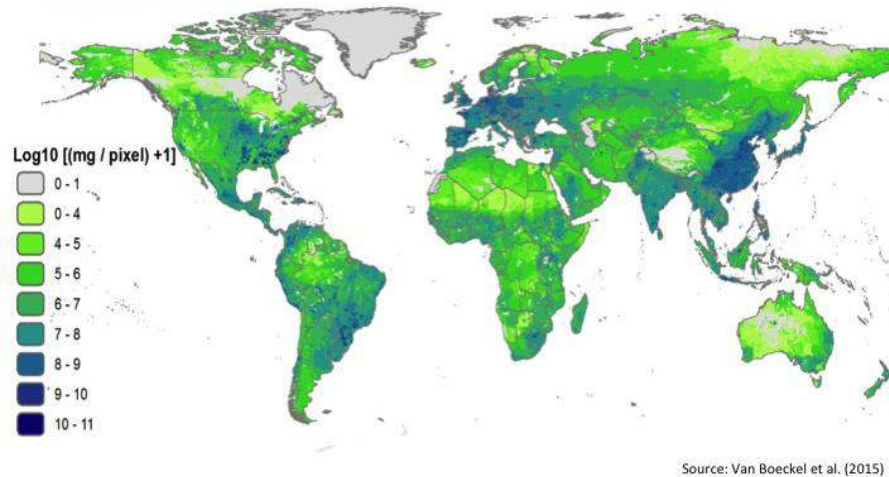 Log10 [(mg / pixel) +1]
0 - 1
0 - 4
4 - 5
5 - 6
6 - 7
7 - 8
8 - 9
9 - 10
10 - 11
Source: Van Boeckel et al. (2015)